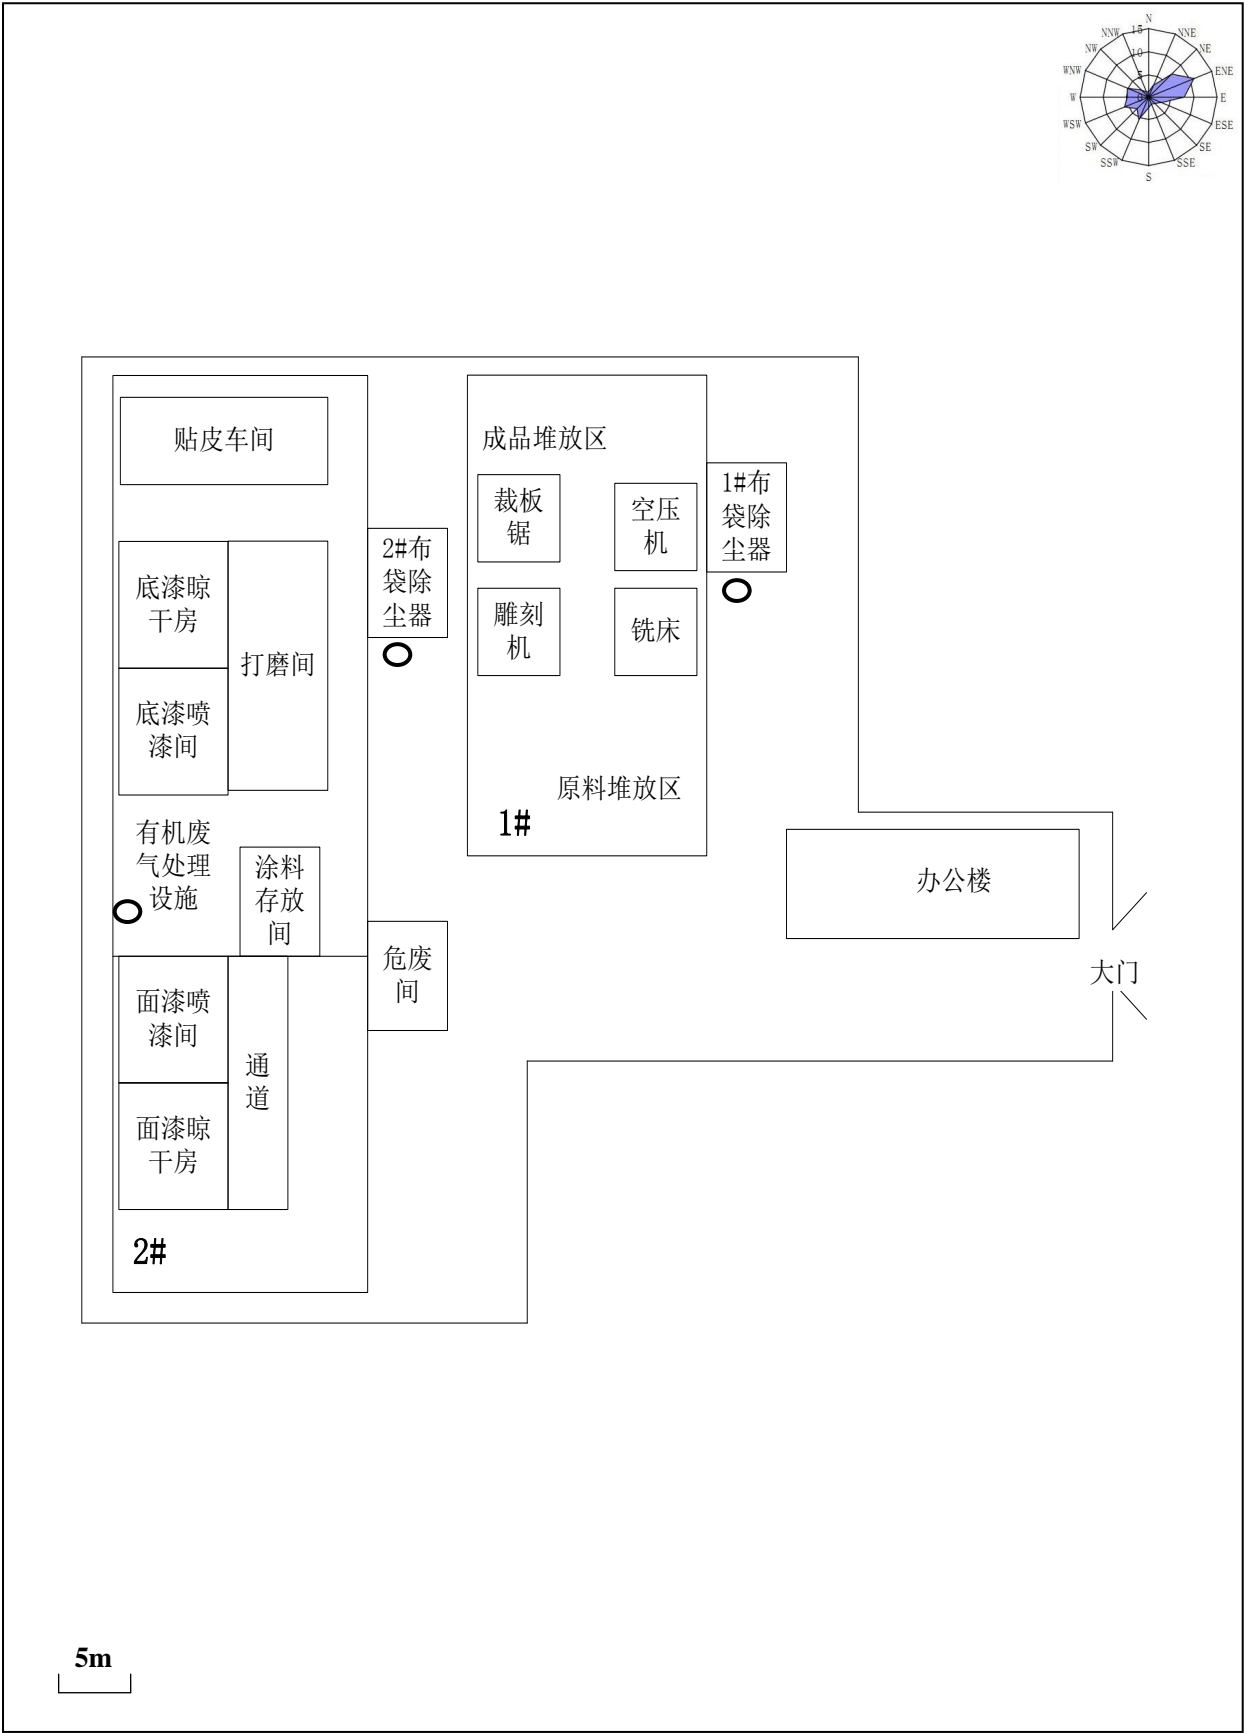 N
NNW
15
NNE
NW
10
NE
WNW
5
ENE
W
0
E
WSW
ESE
SW
SE
SSW
SSE
S
贴皮车间
成品堆放区
裁板
锯
空压
机
1#布
袋除
尘器
2#布
袋除
尘器
底漆晾
干房
打磨间
雕刻
机
铣床
底漆喷
漆间
原料堆放区
1#
有机废
气处理
设施
涂料
存放
间
办公楼
危废
间
大门
面漆喷
漆间
通
道
面漆晾
干房
2#
5m